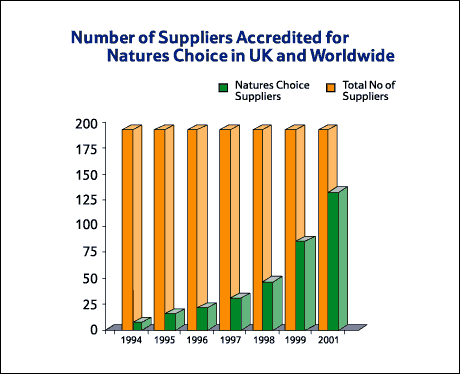 Number of Suppliers Accredited for
Natures Choice in UK and Worldwide
Natures Choice
Suppliers
Total No of
Suppliers
200
175
150
125
100
75
50
25
0
1994 1995 1996 1997 1998 1999 2001